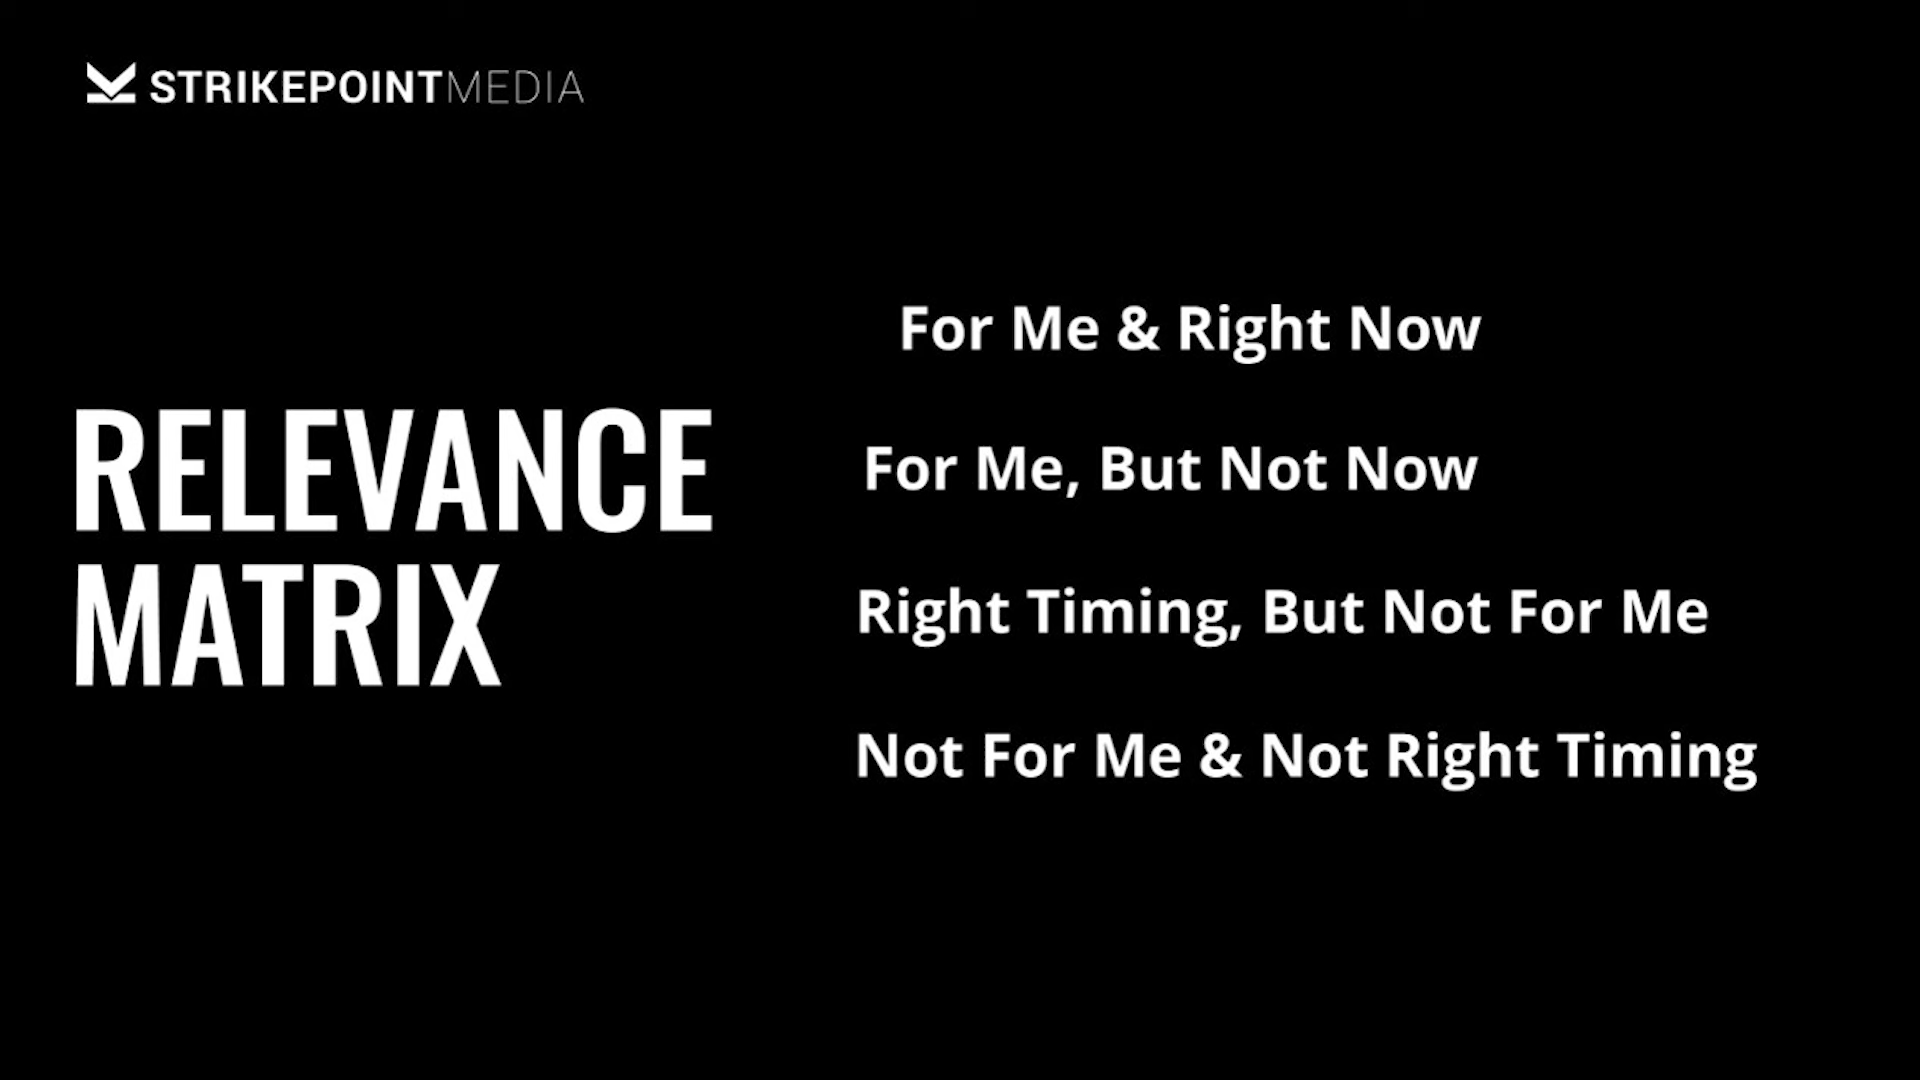 STRIKEPOINTMEDIA
RELEVANCE
MATRIX
For Me & Right Now
For Me, But Not Now
Right Timing, But Not For Me
Not For Me & Not Right Timing